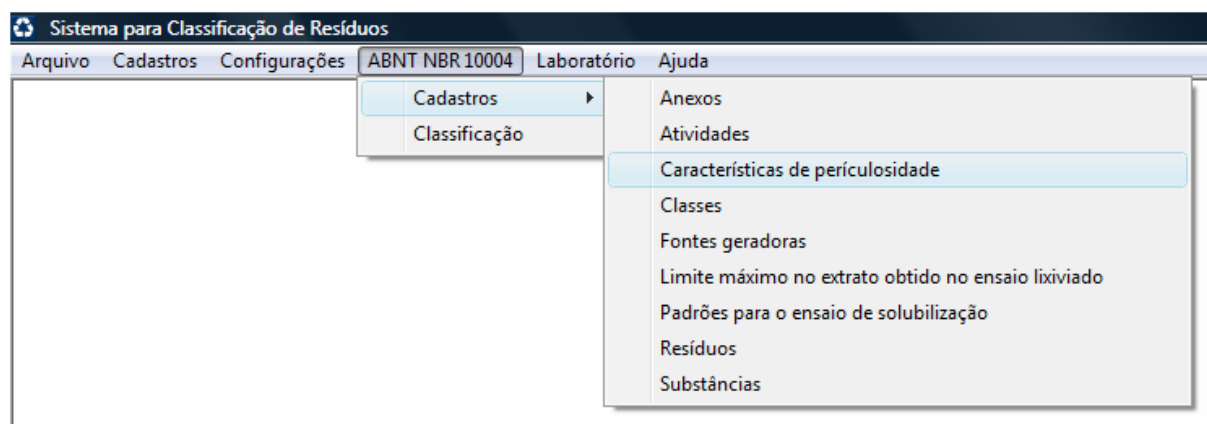 Sistema para Classificação de Resíduos
Arquivo Cadastros Configurações ABNT NBR 10004 Laboratório Ajuda
Cadastros
Classificação
Anexos
Atividades
Características de perículosidade
Classes
Fontes geradoras
Limite máximo no extrato obtido no ensaio lixiviado
Padrões para o ensaio de solubilização
Resíduos
Substâncias